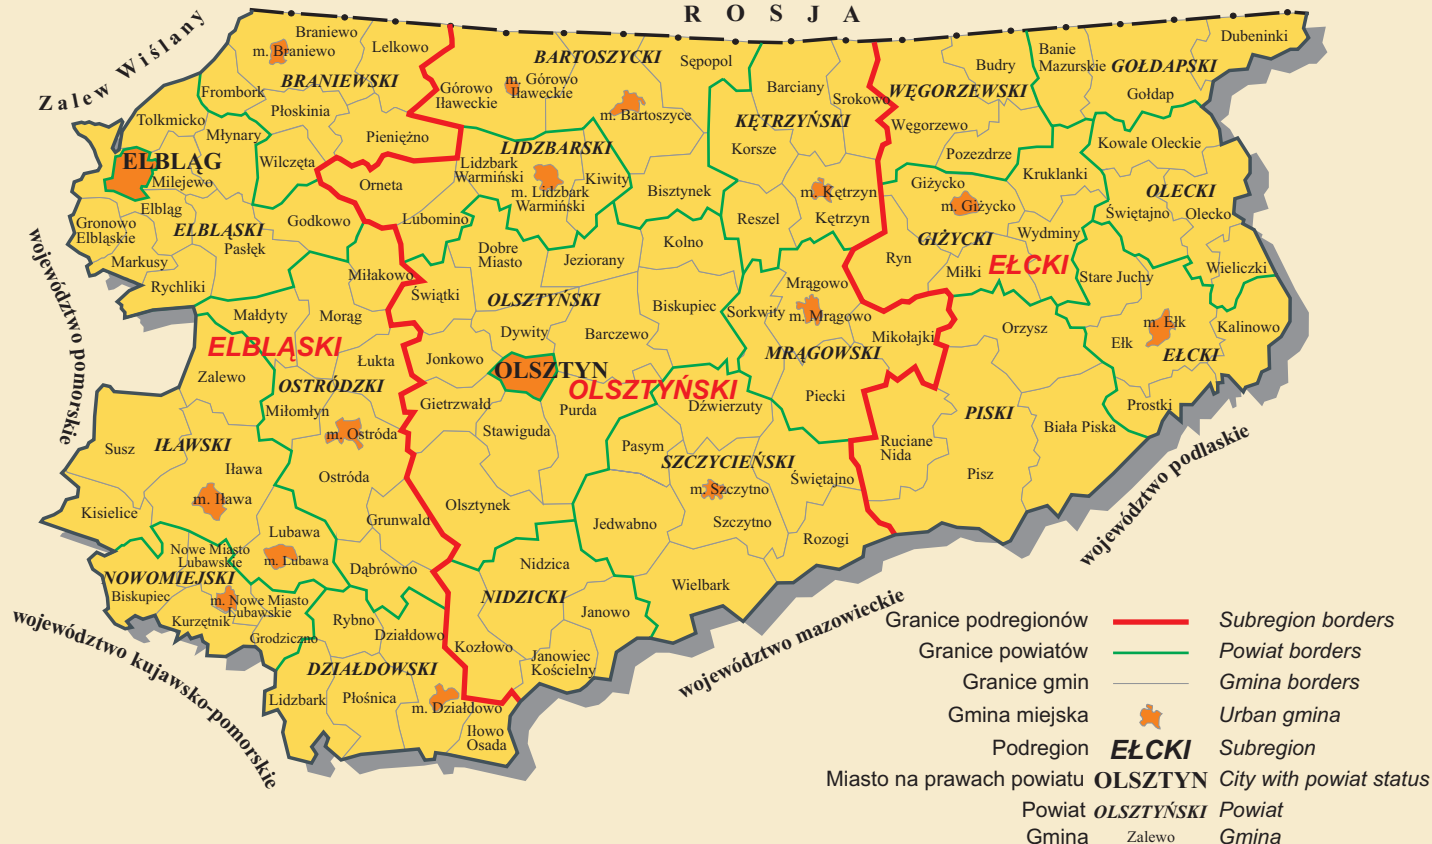 R O S J A
Zalew Wiślany
Braniewo
m. Braniewo
Lelkowo
BRANIEWSKI
Frombork
Płoskinia
Tolkmicko
Młynary
Pieniężno
Wilczęta
ELBLĄG
Milejewo
Elbląg
Gronowo
Elbląskie
ELBLĄSKI
Pasłęk
Godkowo
Markusy
Rychliki
Orneta
Lubomino
BARTOSZYCKI
Sępopol
Górowo
Iławeckie
m. Górowo
Iławeckie
m. Bartoszyce
LIDZBARSKI
Lidzbark
Warmiński
m. Lidzbark
Warmiński
Kiwity
Bisztynek
Barciany
Srokowo
KĘTRZYŃSKI
Korsze
m. Kętrzyn
Kętrzyn
Reszel
WĘGORZEWSKI
Budry
Węgorzewo
Pozezdrze
Banie
Mazurskie
GOŁDAPSKI
Gołdap
Dubeninki
Kowale Oleckie
OLECKI
Świętajno
Olecko
Wieliczki
Giżycko
m. Giżycko
Kruklanki
GIŻYCKI
Wydminy
Ryn
Miłki
EŁCKI
Stare Juchy
m. Ełk
Ełk
Kalinowo
EŁCKI
Prostki
Miłakowo
Małdyty
Morąg
ELBLĄSKI
Łukta
Zalewo
OSTRÓDZKI
Miłomłyn
m. Ostróda
Ostróda
Susz
IŁAWSKI
Iława
m. Iława
Kisielice
Lubawa
m. Lubawa
Grunwald
Dąbrówno
Nowe Miasto
Lubawskie
NOWOMIEJSKI
Biskupiec
m. Nowe Miasto
Lubawskie
Kurzętnik
Grodziczno
Rybno
Działdowo
DZIAŁDOWSKI
Lidzbark
Płośnica
m. Działdowo
Iłowo
Osada
Dobre
Miasto
Jeziorany
Kolno
Świątki
OLSZTYŃSKI
Dywity
Barczewo
Biskupiec
Jonkowo
OLSZTYN
OLSZTYŃSKI
Gietrzwałd
Stawiguda
Purda
Olsztynek
Sorkwity
Mrągowo
m. Mrągowo
Mikołajki
MRĄGOWSKI
Piecki
Dźwierzuty
Pasym
SZCZYCIEŃSKI
m. Szczytno
Szczytno
Świętajno
Jedwabno
Rozogi
Wielbark
Nidzica
NIDZICKI
Janowo
Kozłowo
Janowiec
Kościelny
Orzysz
PISKI
Biała Piska
Ruciane
Nida
Pisz
województwo pomorskie
województwo kujawsko-pomorskie
województwo mazowieckie
województwo podlaskie
Granice podregionów Subregion borders
Granice powiatów Powiat borders
Granice gmin Gmina borders
Gmina miejska Urban gmina
Podregion EŁCKI Subregion
Miasto na prawach powiatu OLSZTYN City with powiat status
Powiat OLSZTYŃSKI Powiat
Gmina Zalewo Gmina